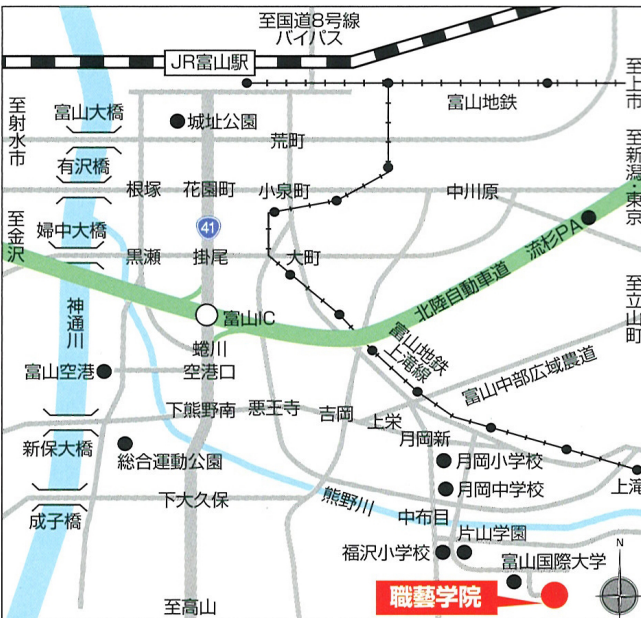 至国道8号線
バイパス
JR富山駅
至上市
富山地鉄
至射水市
富山大橋
城址公園
荒町
至新潟・東京
有沢橋
根塚
花園町
小泉町
中川原
至金沢
婦中大橋
41
流杉PA
黒瀬
掛尾
大町
北陸自動車道
至立山町
神通川
富山IC
富山地鉄
上滝線
蜷川
富山空港
空港口
富山中部広域農道
下熊野南
悪王寺
吉岡
上栄
新保大橋
総合運動公園
月岡新
月岡小学校
上滝
月岡中学校
下大久保
熊野川
成子橋
中布目
片山学園
福沢小学校
富山国際大学
N
職藝学院
至高山